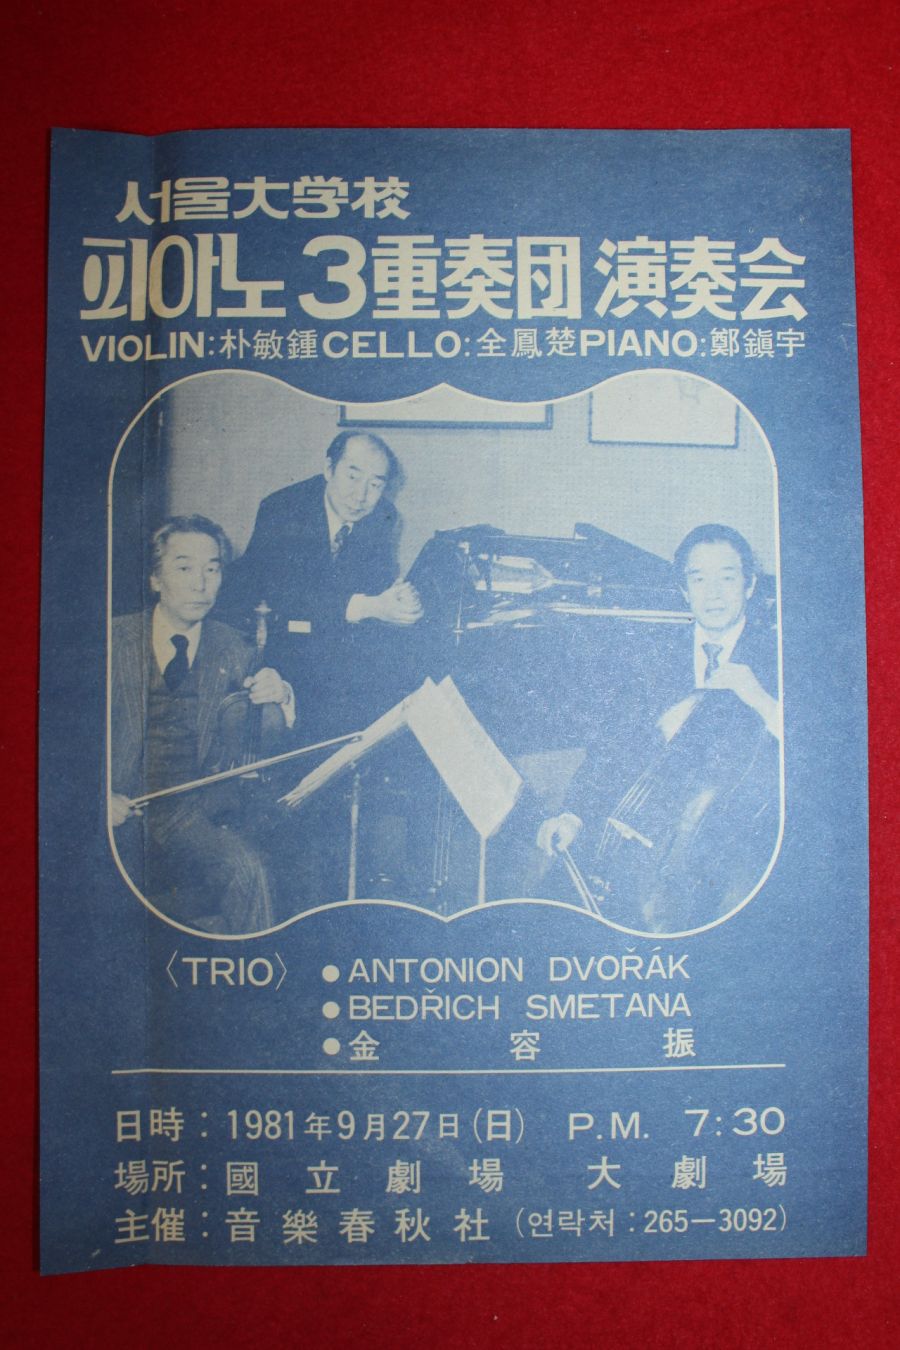 서울大学校
피아노 3重奏団 演奏会
VIOLIN:朴敏鍾 CELLO:全鳳楚 PIANO:鄭鎭宇
〈TRIO〉 ● ANTONION DVOŘÁK
● BEDŘICH SMETANA
● 金 容 振
日時 : 1981年 9月 27日 (日) P.M. 7:30
場所 : 國立劇場 大劇場
主催 : 音樂春秋社 (연락처 : 265-3092)